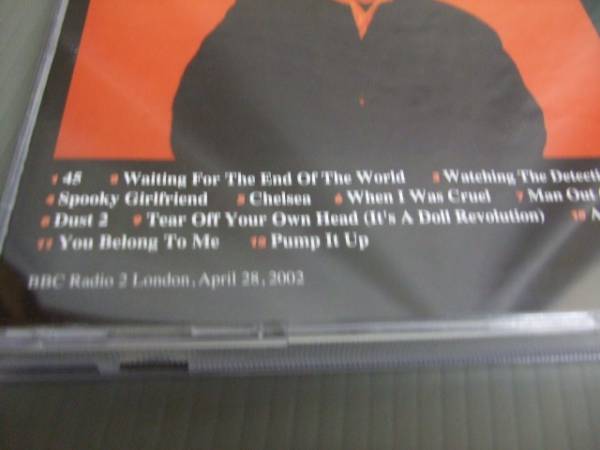 1 45 2 Waiting For The End Of The World 3 Watching The Detecti
4 Spooky Girlfriend 5 Chelsea 6 When I Was Cruel 7 Man Out
8 Dust 2 9 Tear Off Your Own Head (It's A Doll Revolution) 10 A
11 You Belong To Me 12 Pump It Up
BBC Radio 2 London, April 28, 2002